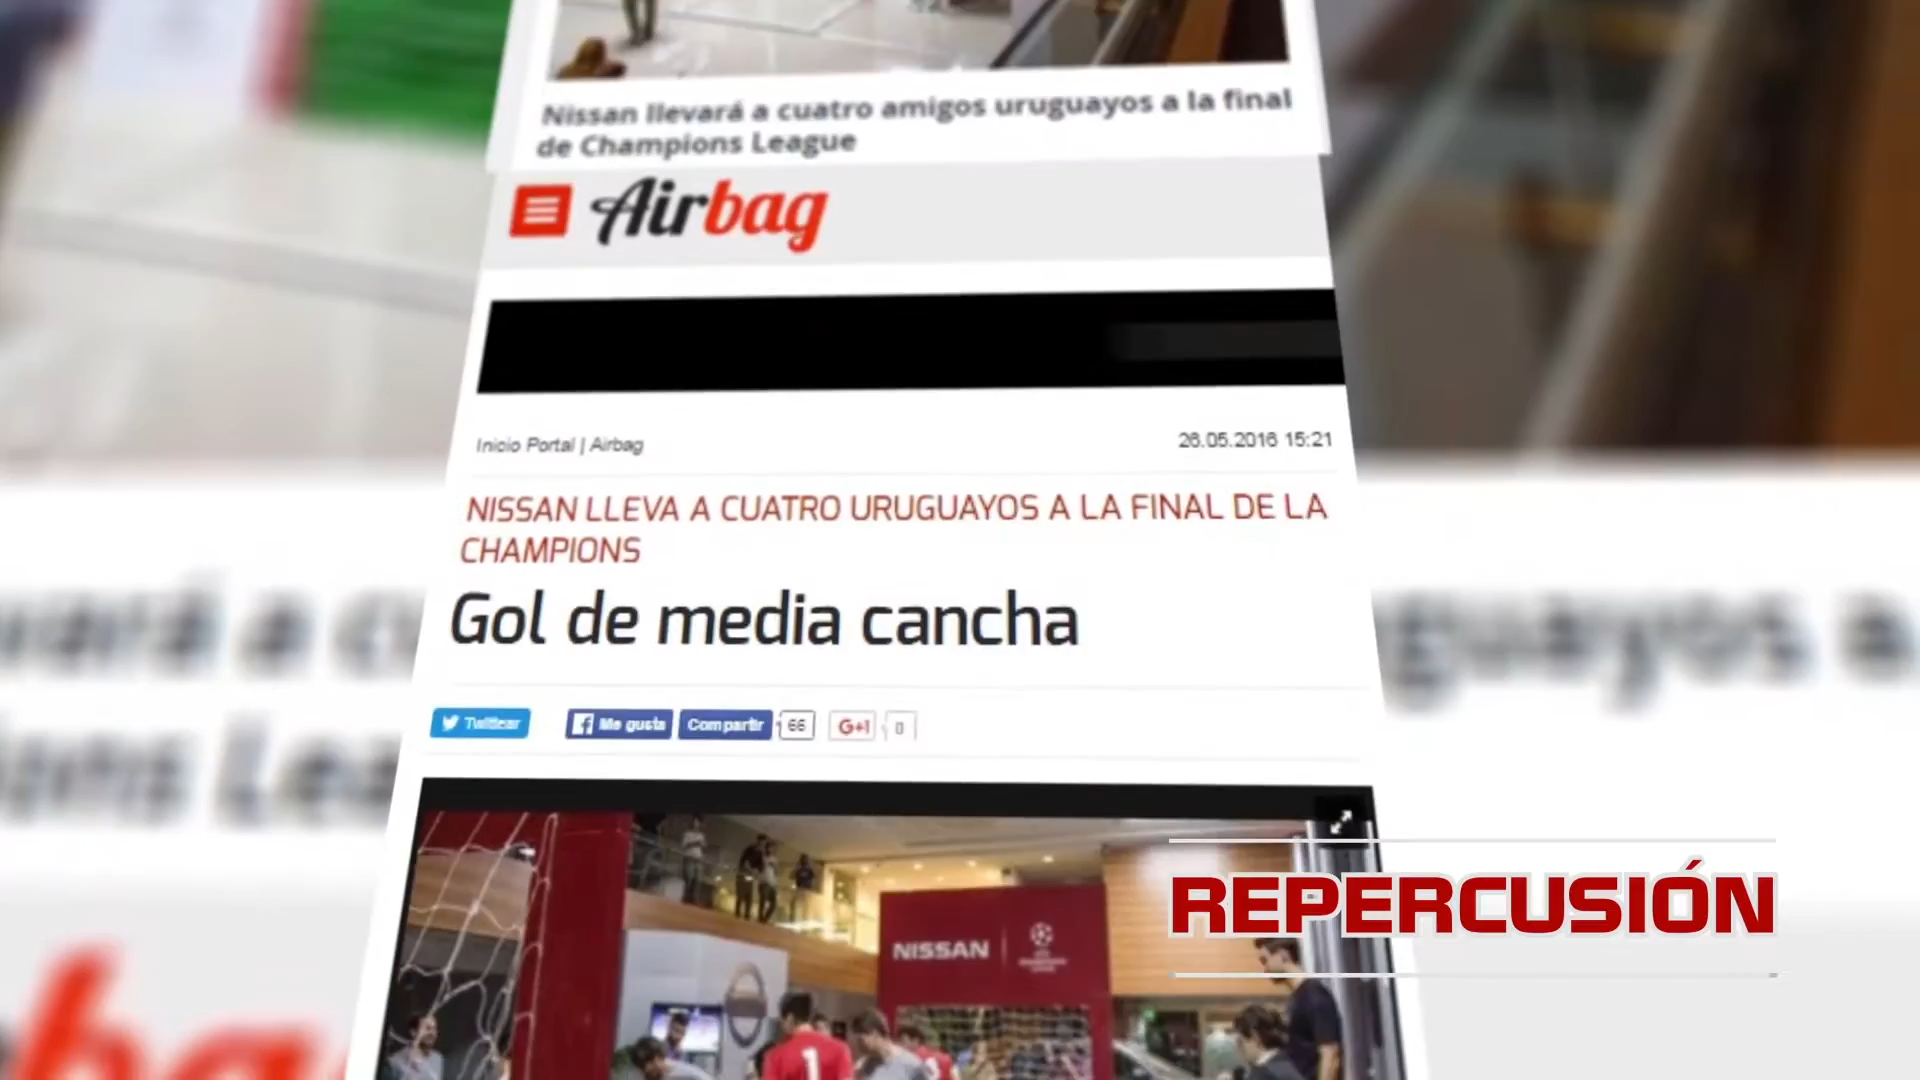 Nissan llevará a cuatro amigos uruguayos a la final
de Champions League
Airbag
Inicio Portal | Airbag
26.05.2016 15:21
NISSAN LLEVA A CUATRO URUGUAYOS A LA FINAL DE LA
CHAMPIONS
Gol de media cancha
Twittear
Me gusta
Compartir
66
G+1
0
NISSAN
1
REPERCUSIÓN